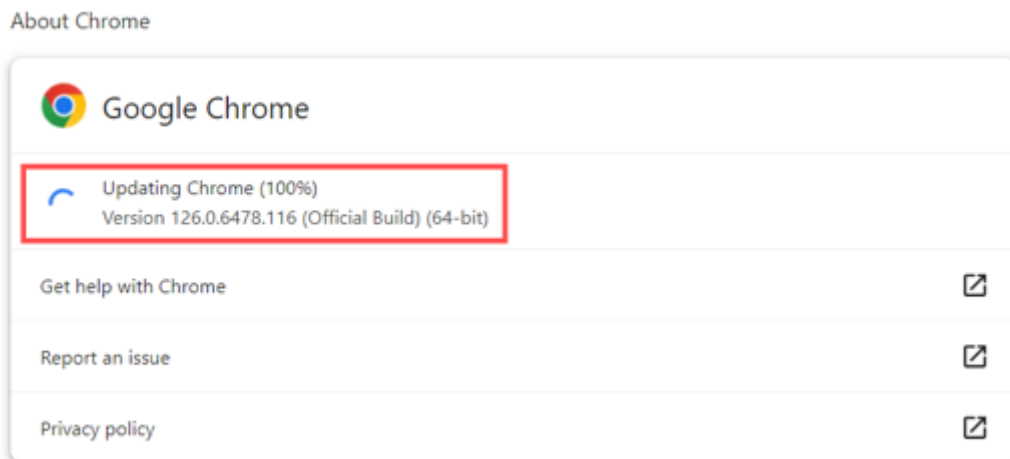 About Chrome
Google Chrome
Updating Chrome (100%)
Version 126.0.6478.116 (Official Build) (64-bit)
Get help with Chrome
Report an issue
Privacy policy